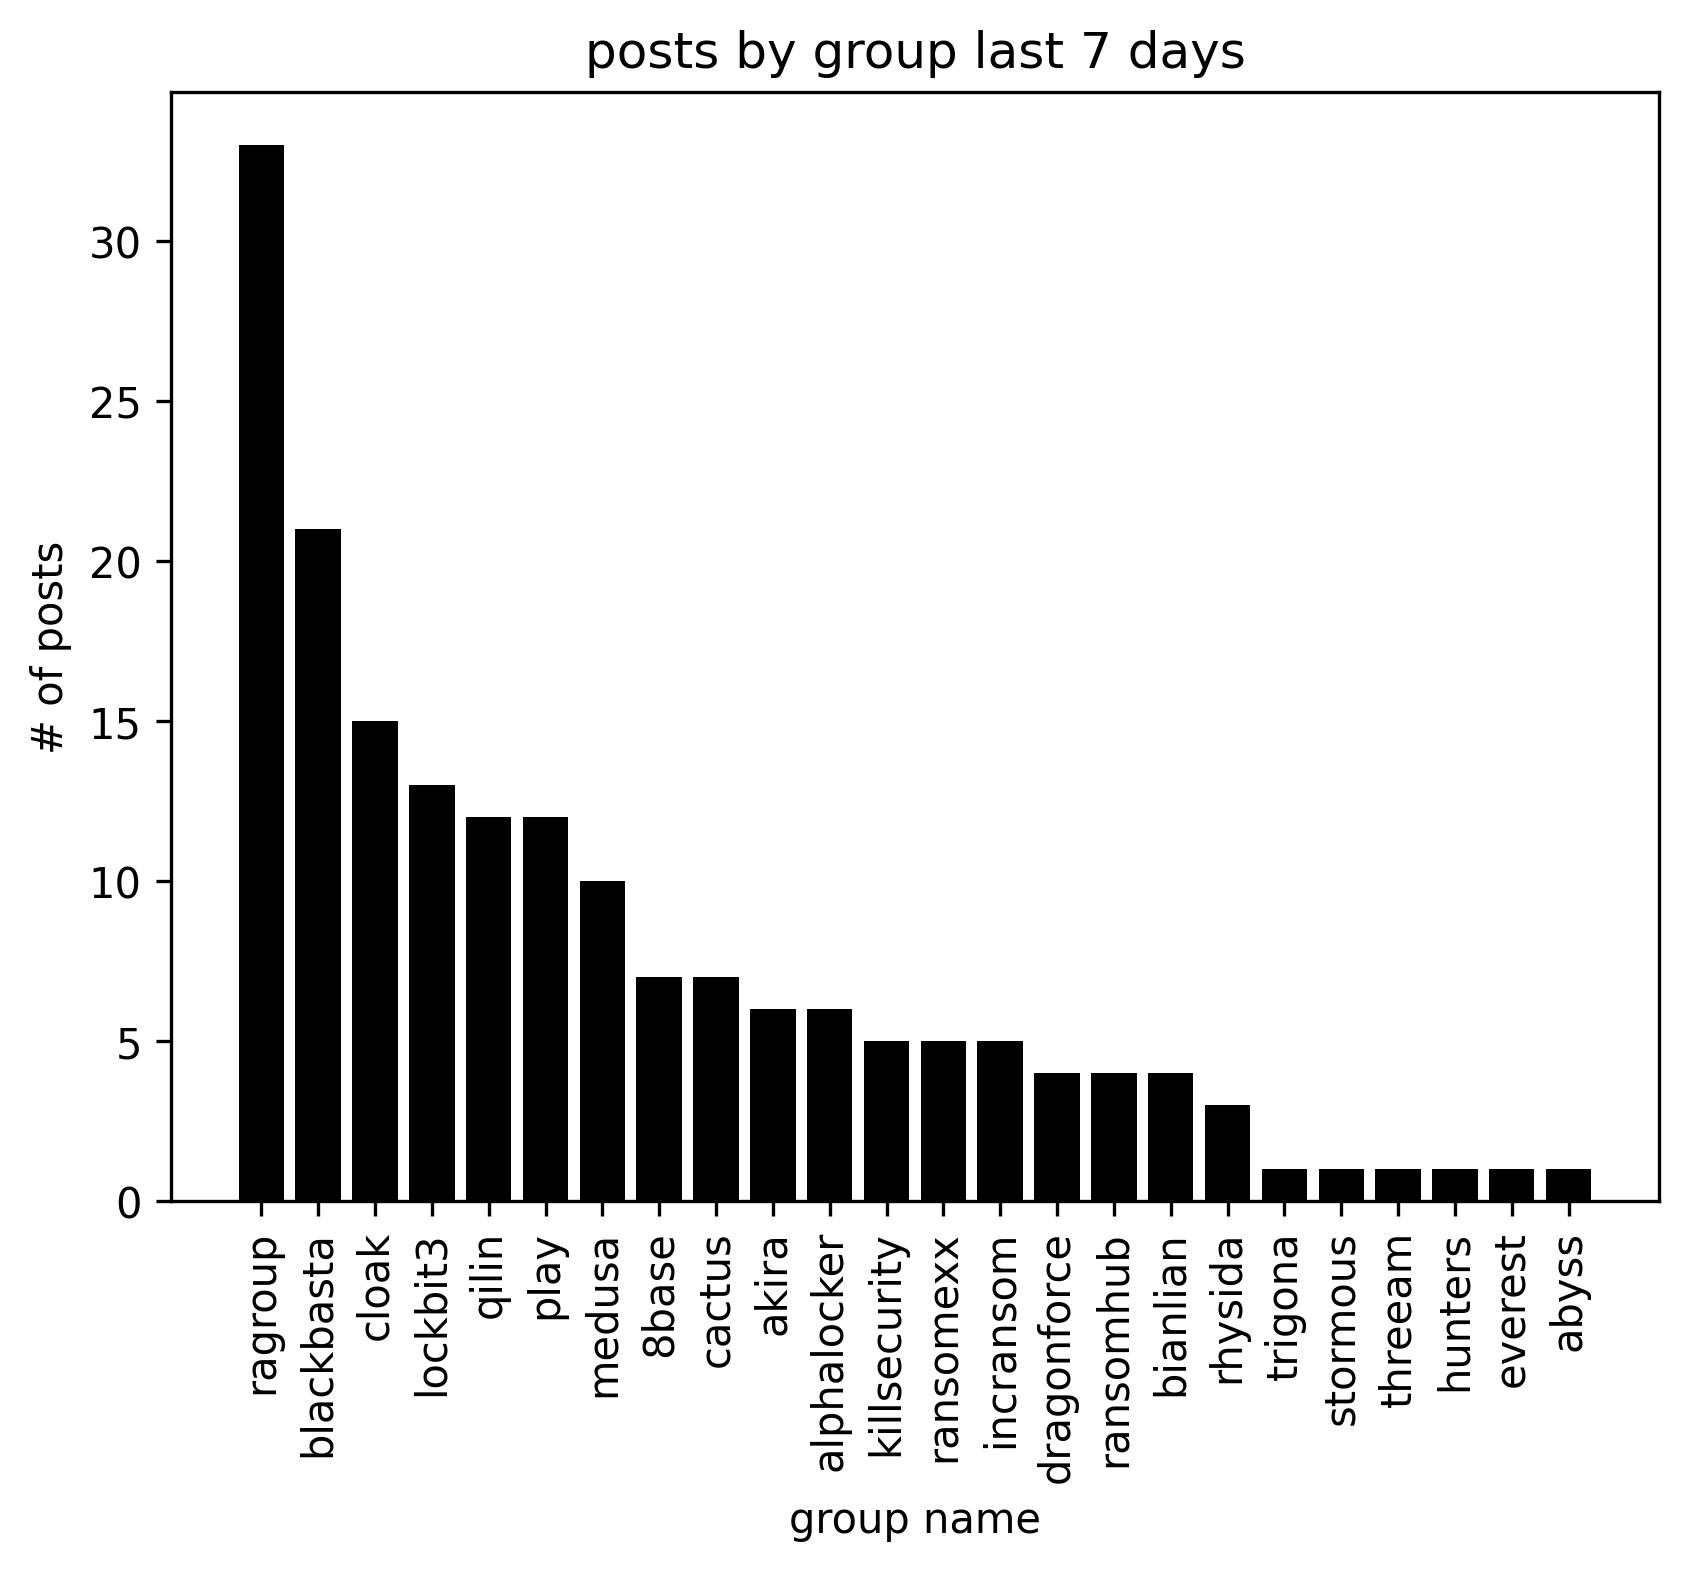 posts by group last 7 days
# of posts
30
25
20
15
10
5
0
ragroup
blackbasta
cloak
lockbit3
qilin
play
medusa
8base
cactus
akira
alphalocker
killsecurity
ransomexx
incransom
dragonforce
ransomhub
bianlian
rhysida
trigona
stormous
threeam
hunters
everest
abyss
group name